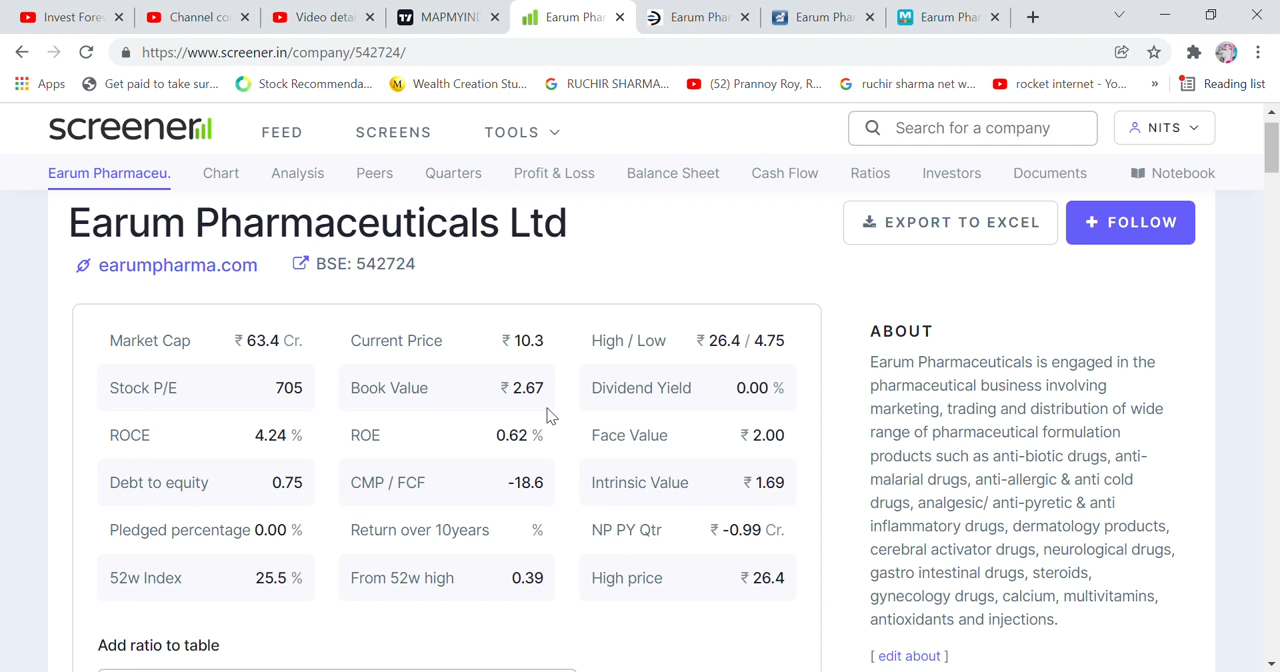 Invest Fore
Channel co
Video detai
MAPMYIND
Earum Phar
Earum Phar
Earum Phar
Earum Phar
https://www.screener.in/company/542724/
Apps
Get paid to take sur...
Stock Recommenda...
Wealth Creation Stu...
RUCHIR SHARMA...
(52) Prannoy Roy, R...
ruchir sharma net w...
rocket internet - Yo...
»
Reading list
screener
FEED
SCREENS
TOOLS
Search for a company
NITS
Earum Pharmaceu.
Chart
Analysis
Peers
Quarters
Profit & Loss
Balance Sheet
Cash Flow
Ratios
Investors
Documents
Notebook
Earum Pharmaceuticals Ltd
EXPORT TO EXCEL
+ FOLLOW
earumpharma.com
BSE: 542724
Market Cap ₹ 63.4 Cr.
Current Price ₹ 10.3
High / Low ₹ 26.4 / 4.75
Stock P/E 705
Book Value ₹ 2.67
Dividend Yield 0.00 %
ROCE 4.24 %
ROE 0.62 %
Face Value ₹ 2.00
Debt to equity 0.75
CMP / FCF -18.6
Intrinsic Value ₹ 1.69
Pledged percentage 0.00 %
Return over 10years %
NP PY Qtr ₹ -0.99 Cr.
52w Index 25.5 %
From 52w high 0.39
High price ₹ 26.4
Add ratio to table
ABOUT
Earum Pharmaceuticals is engaged in the
pharmaceutical business involving
marketing, trading and distribution of wide
range of pharmaceutical formulation
products such as anti-biotic drugs, anti-
malarial drugs, anti-allergic & anti cold
drugs, analgesic/ anti-pyretic & anti
inflammatory drugs, dermatology products,
cerebral activator drugs, neurological drugs,
gastro intestinal drugs, steroids,
gynecology drugs, calcium, multivitamins,
antioxidants and injections.
[ edit about ]